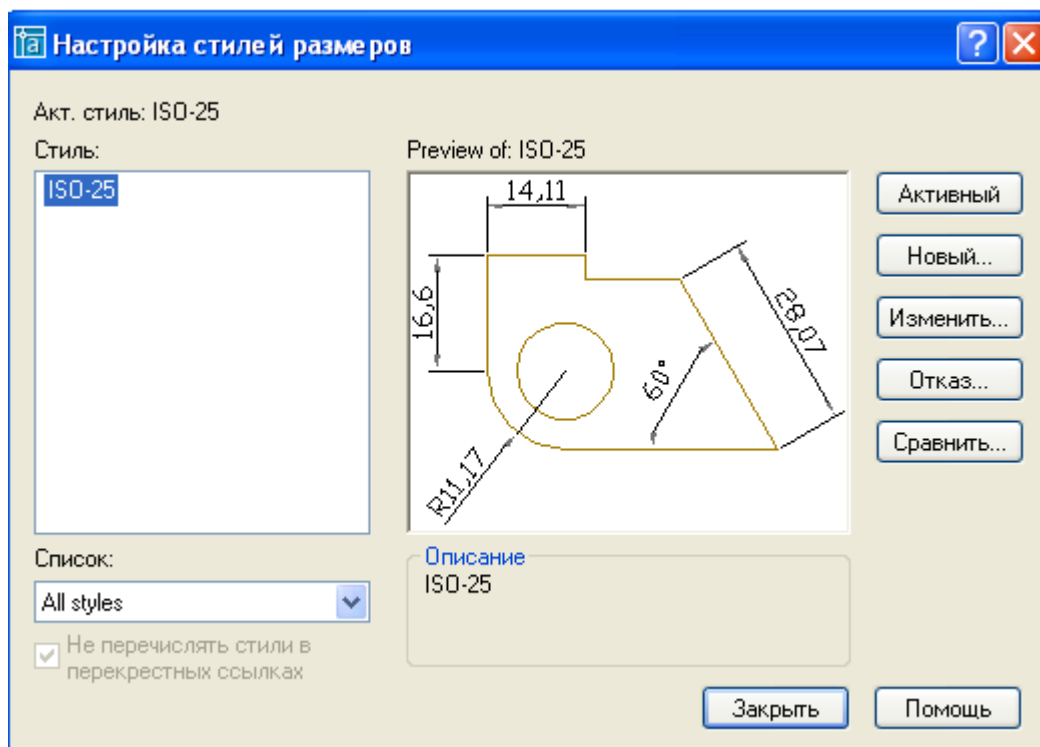 Настройка стилей размеров
Акт. стиль: ISO-25
Стиль:
ISO-25
Preview of: ISO-25
14,11
16,6
28,07
60°
R11,17
Активный
Новый...
Изменить...
Отказ...
Сравнить...
Список:
All styles
Не перечислять стили в
перекрестных ссылках
Описание
ISO-25
Закрыть
Помощь